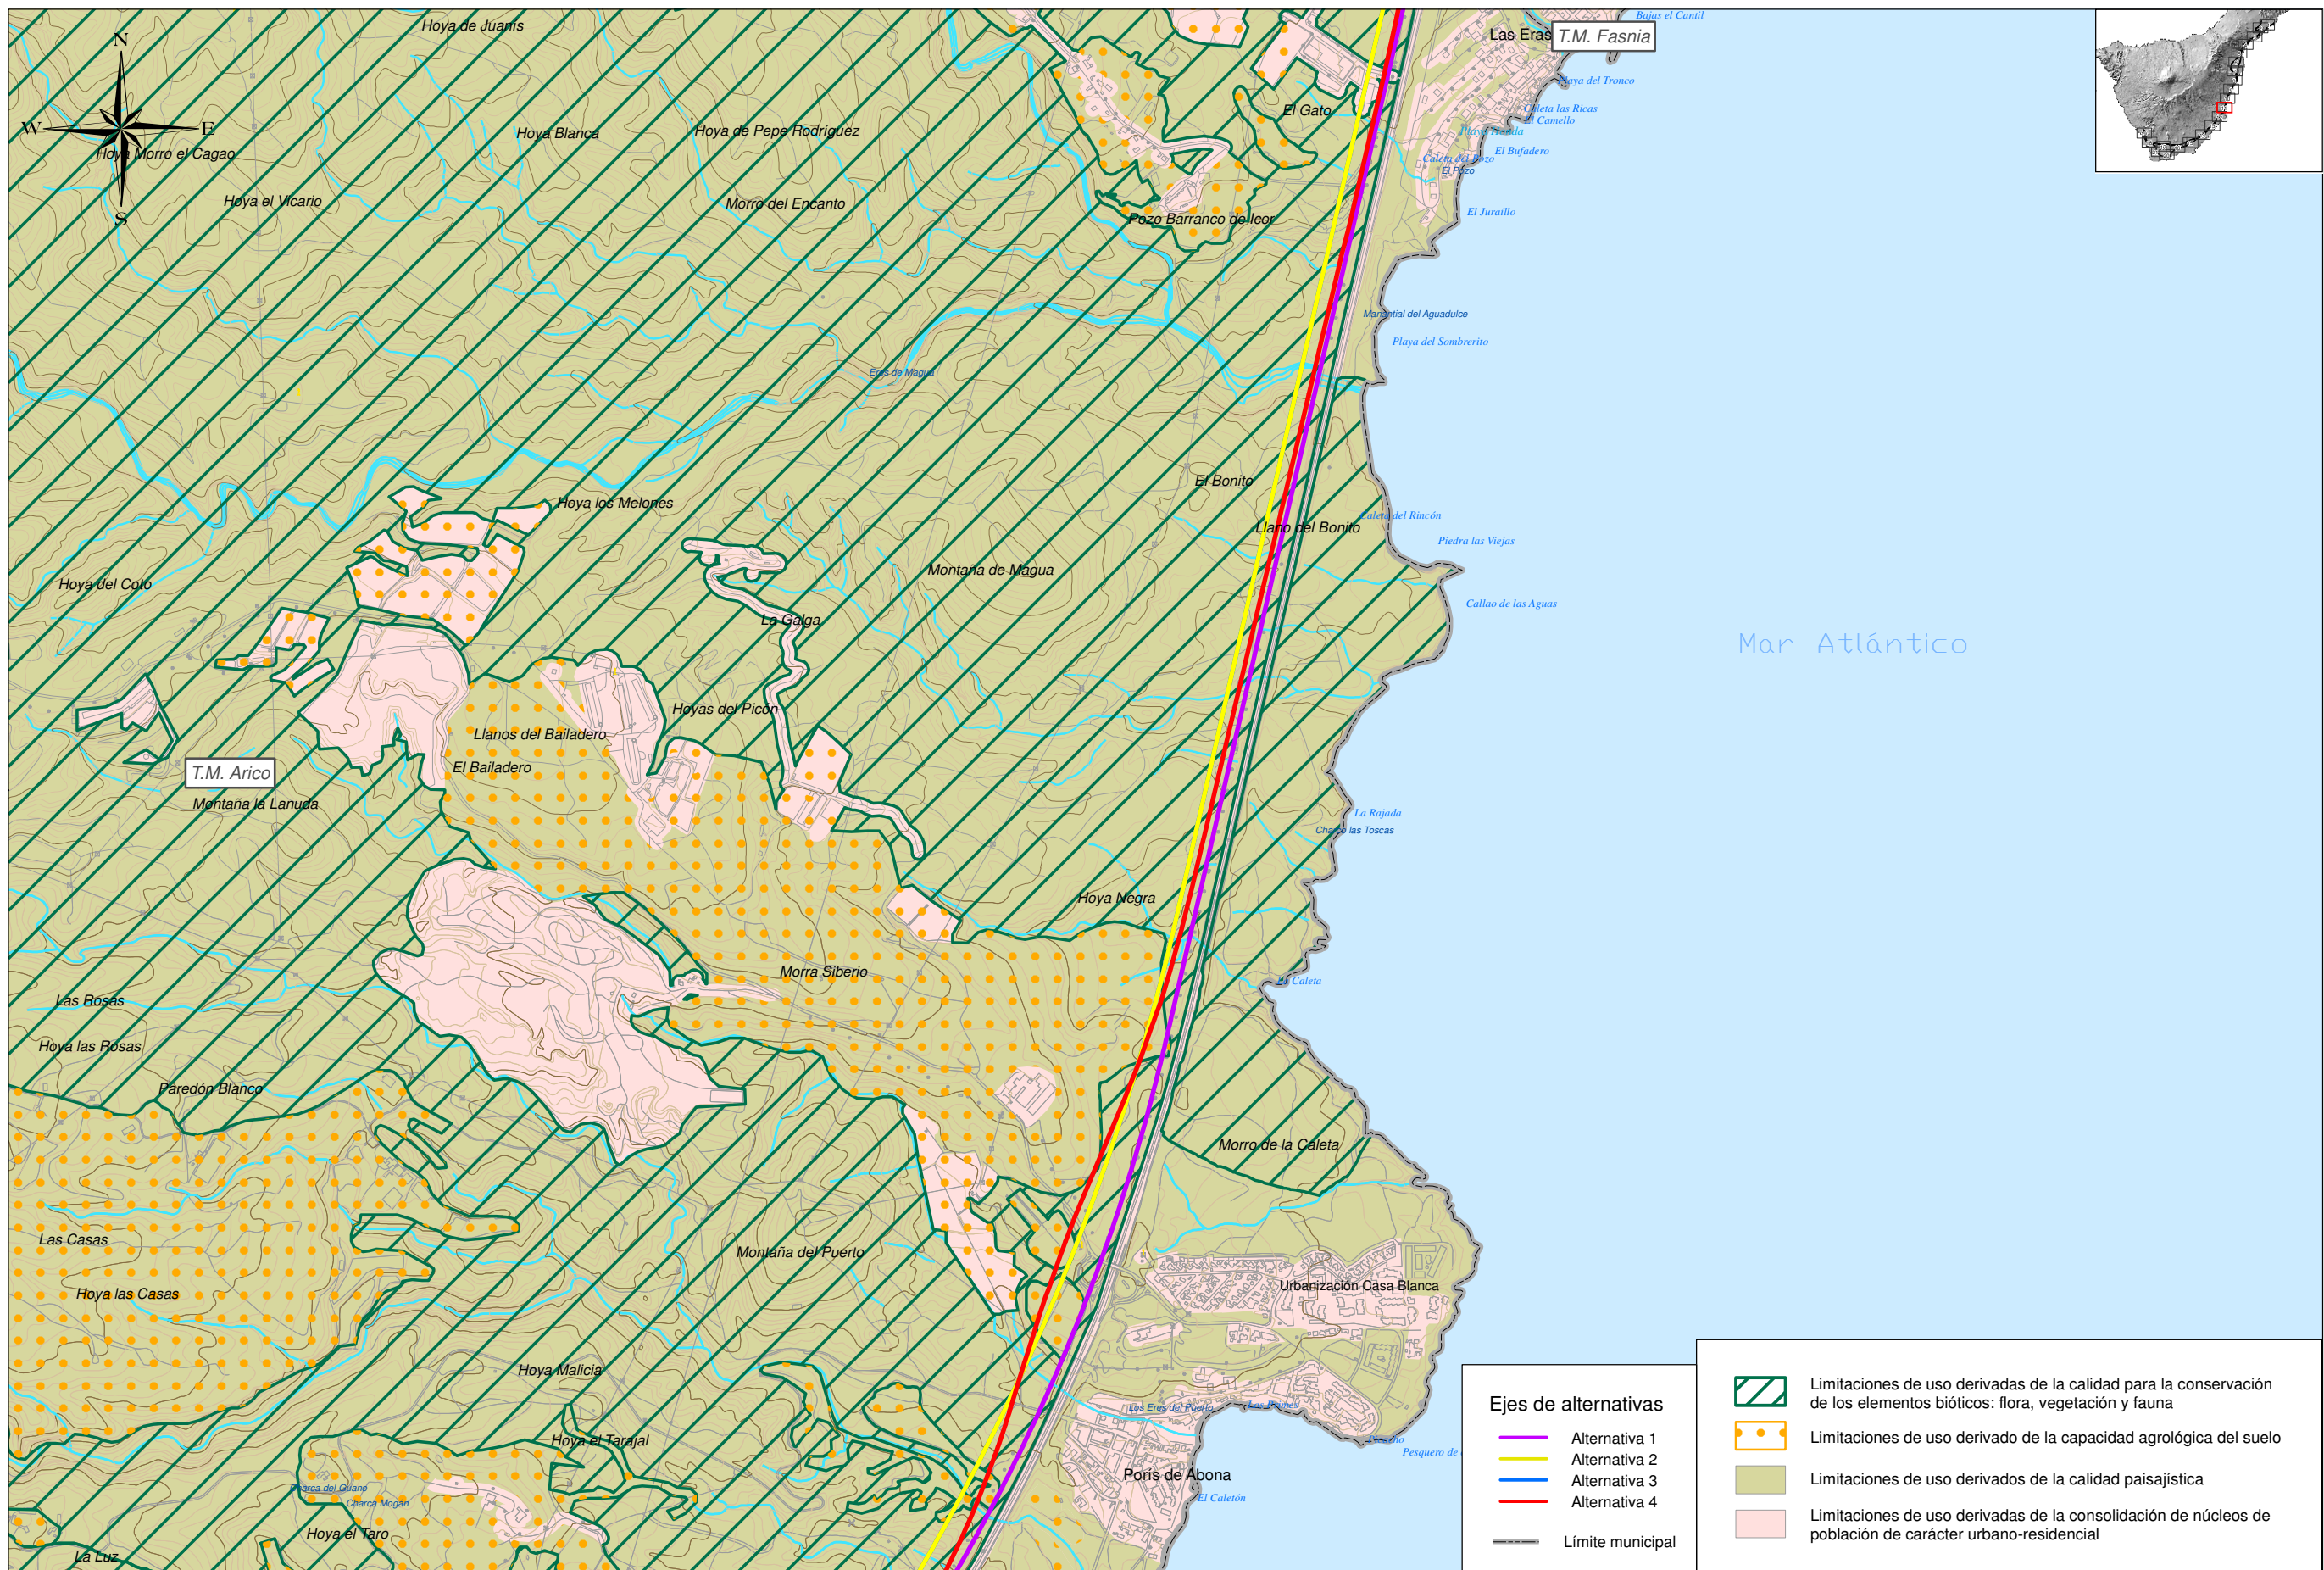 Hoya de Juanís
Bajas el Cantil
Las Eras
T.M. Fasnia
N
W
E
S
Playa del Tronco
Caleta las Ricas
El Camello
Playa Honda
El Gato
Hoya Blanca
Hoya de Pepe Rodríguez
Hoya Morro el Cagao
El Bufadero
Caleta del Pozo
El Pozo
Hoya el Vicario
Morro del Encanto
Pozo Barranco de Icor
El Juraíllo
Manantial del Aguadulce
Playa del Sombrerito
Eres de Magua
El Bonito
Hoya los Melones
Caleta del Rincón
Llano del Bonito
Piedra las Viejas
Montaña de Magua
Hoya del Coto
Callao de las Aguas
La Galga
Mar Atlántico
Hoyas del Picón
Llanos del Bailadero
El Bailadero
T.M. Arico
Montaña la Lanuda
La Rajada
Charco las Toscas
Hoya Negra
Morra Siberio
La Caleta
Las Rosas
Hoya las Rosas
Paredón Blanco
Morro de la Caleta
Las Casas
Montaña del Puerto
Hoya las Casas
Urbanización Casa Blanca
Hoya Malicia
Los Eres del Puerto
Hoya el Tarajal
Pesquero de
Porís de Abona
Charca del Guano
Charca Mogán
El Caletón
Hoya el Taro
La Luz
Ejes de alternativas
Alternativa 1
Alternativa 2
Alternativa 3
Alternativa 4
Límite municipal
Limitaciones de uso derivadas de la calidad para la conservación
de los elementos bióticos: flora, vegetación y fauna
Limitaciones de uso derivado de la capacidad agrológica del suelo
Limitaciones de uso derivados de la calidad paisajística
Limitaciones de uso derivadas de la consolidación de núcleos de
población de carácter urbano-residencial